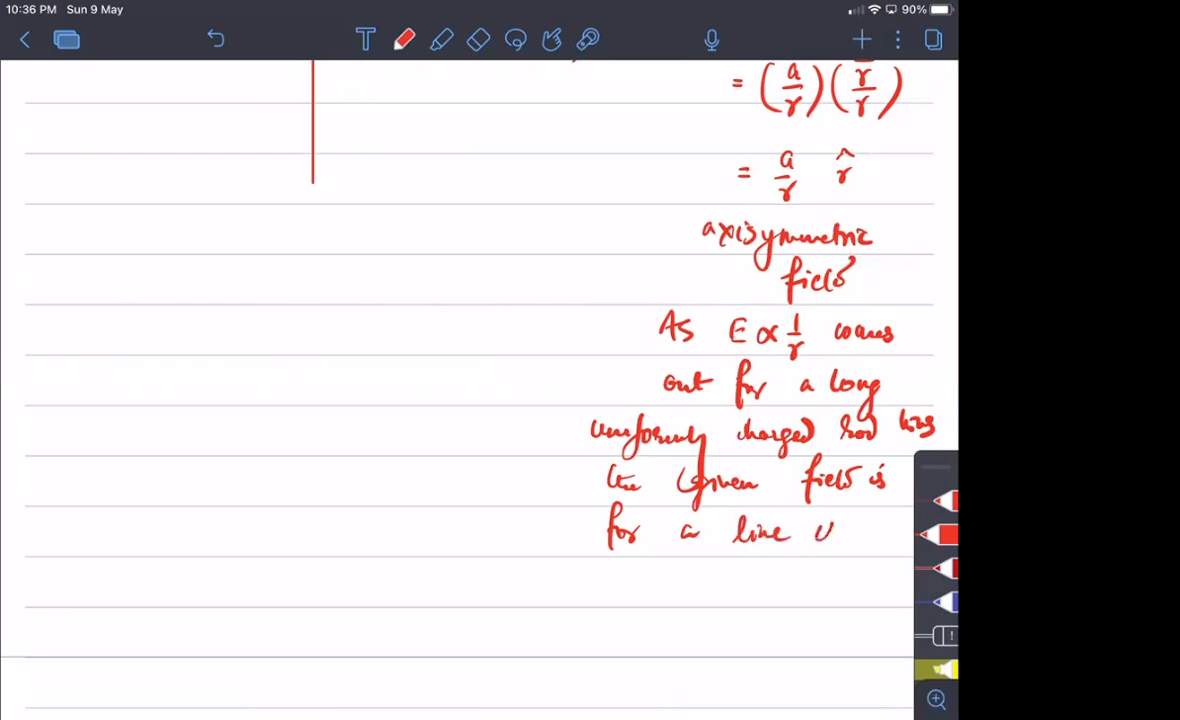 10:36 PM Sun 9 May 90%
= (a/r) (r̄/r)
= a/r r̂
axisymmetric
field
As E ∝ 1/r comes
out for a long
uniformly charged rod
the given field is
for a line